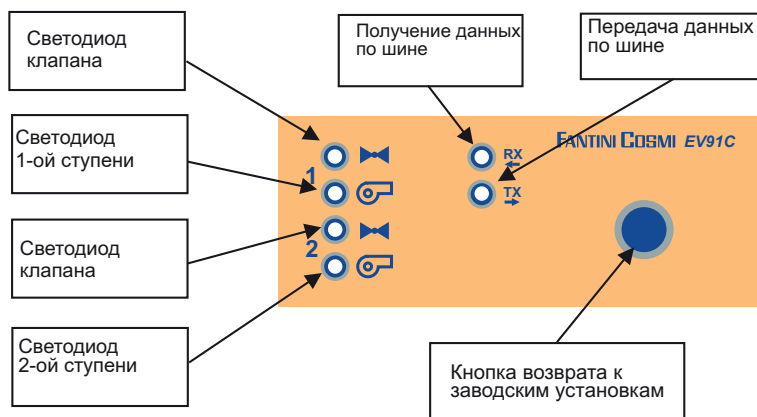 Светодиод
клапана
Получение данных
по шине
Передача данных
по шине
Светодиод
1-ой ступени
FANTINI COSMI EV91C
RX
1
TX
Светодиод
клапана
2
Светодиод
2-ой ступени
Кнопка возврата к
заводским установкам